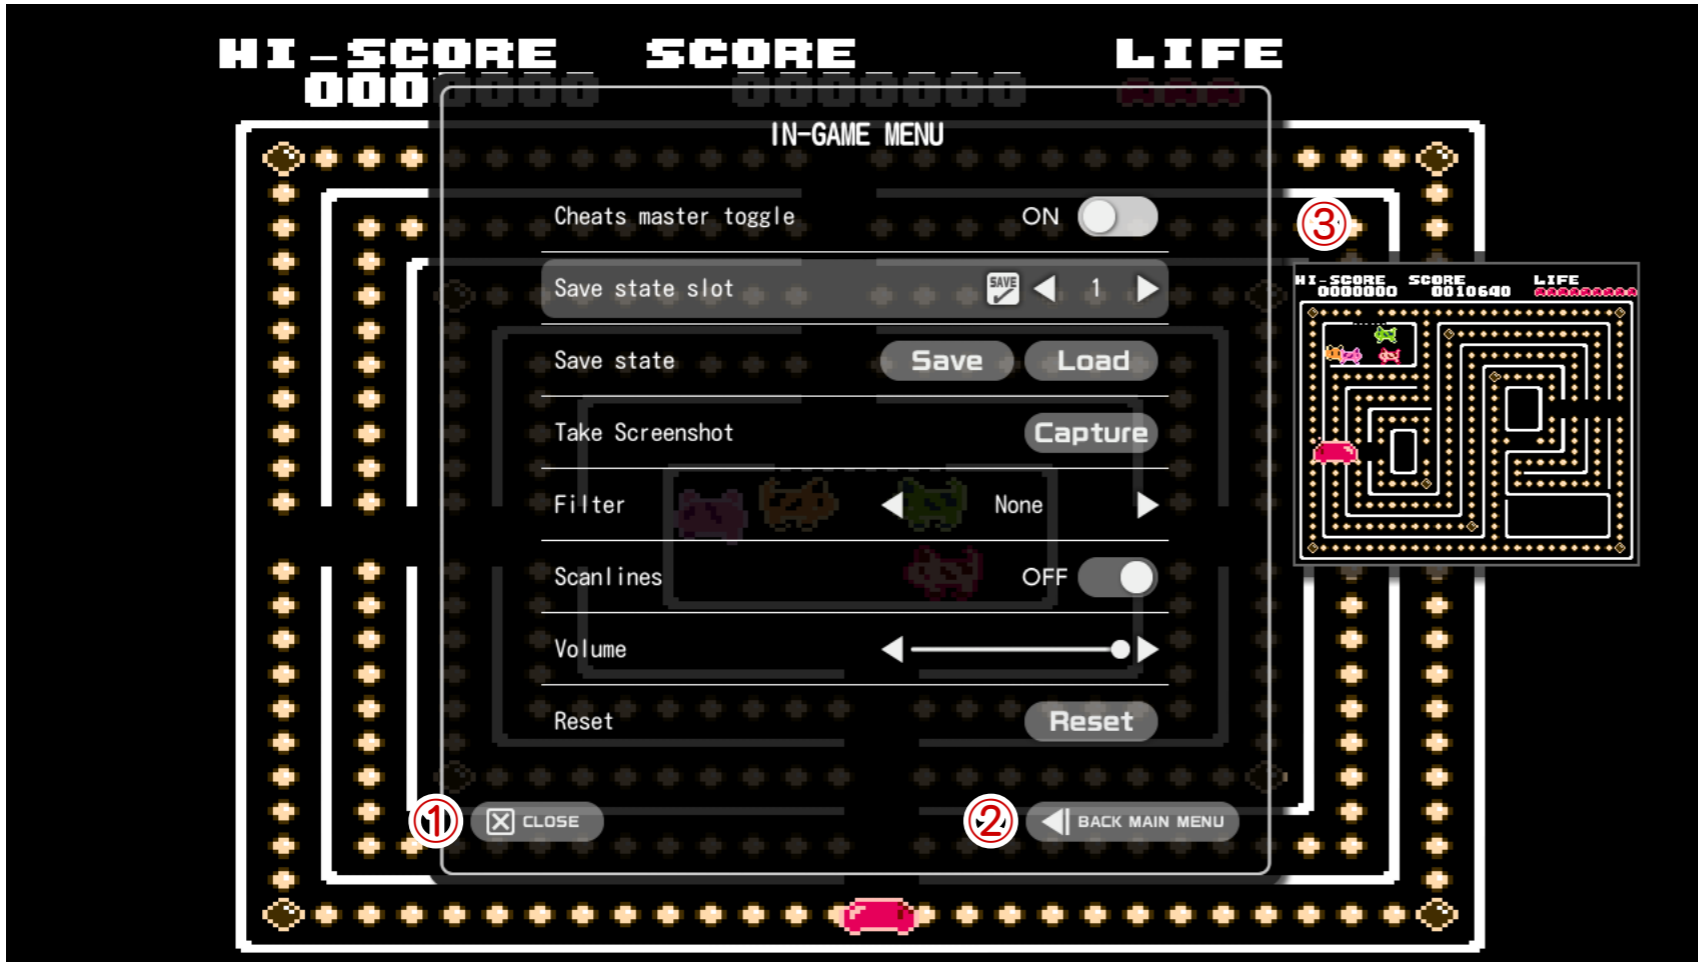 HI-SCORE SCORE LIFE
0000000 0000000
IN-GAME MENU
Cheats master toggle ON
③
Save state slot SAVE 1
HI-SCORE SCORE LIFE
0000000 0010640
Save state Save Load
Take Screenshot Capture
Filter None
Scanlines OFF
Volume
Reset Reset
① CLOSE ② BACK MAIN MENU